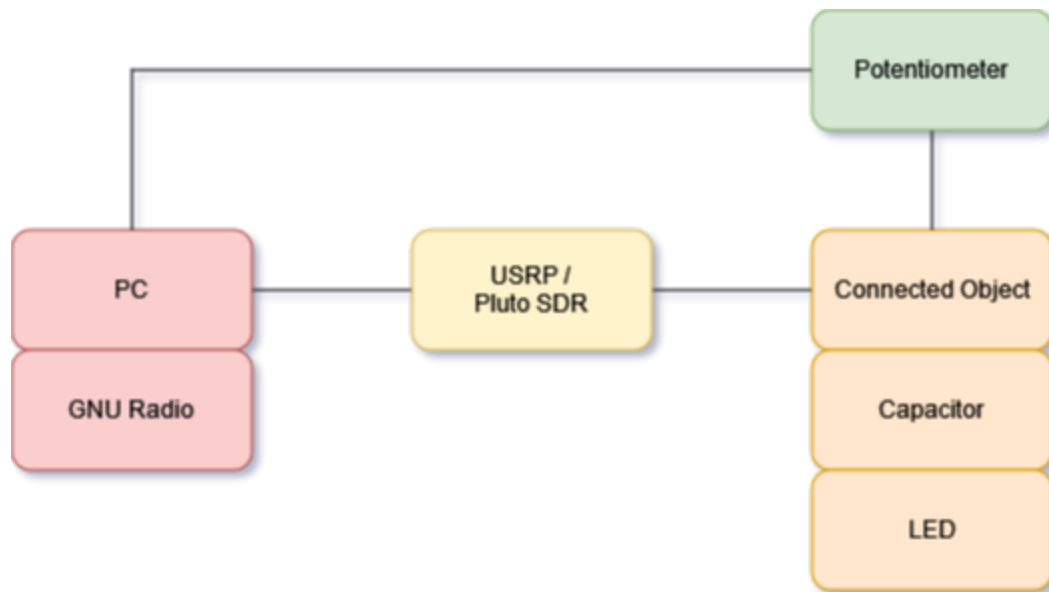 Potentiometer
PC
USRP /
Pluto SDR
Connected Object
GNU Radio
Capacitor
LED